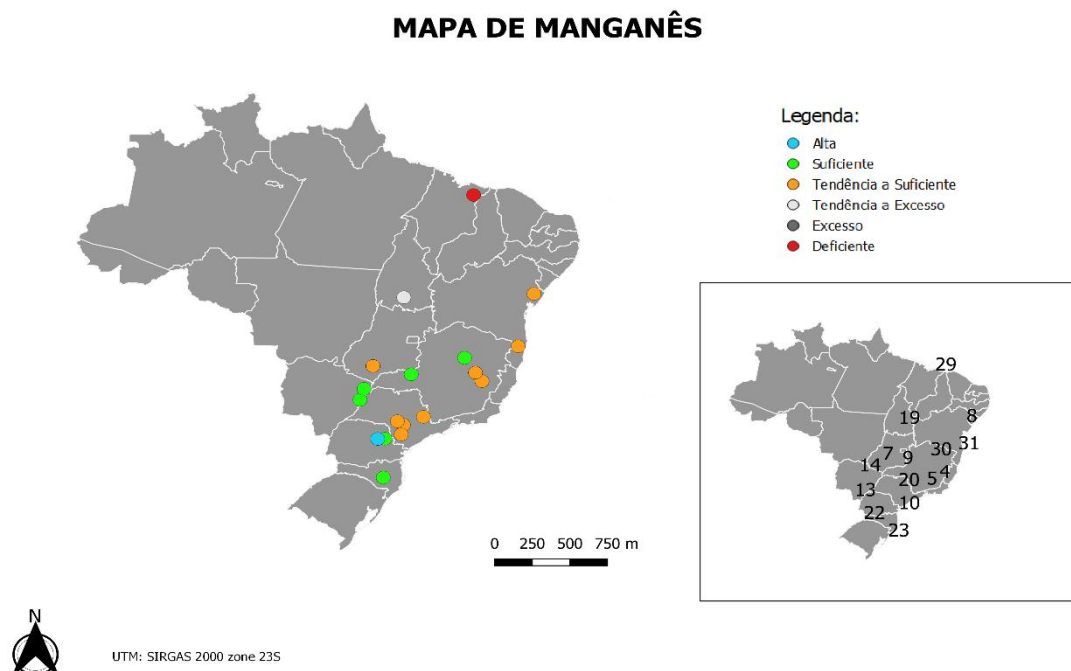 MAPA DE MANGANÊS
Legenda:
Alta
Suficiente
Tendência a Suficiente
Tendência a Excesso
Excesso
Deficiente
29
19
8
31
30
7
9
14
4
20
5
13
10
22
23
0 250 500 750 m
N
UTM: SIRGAS 2000 zone 23S